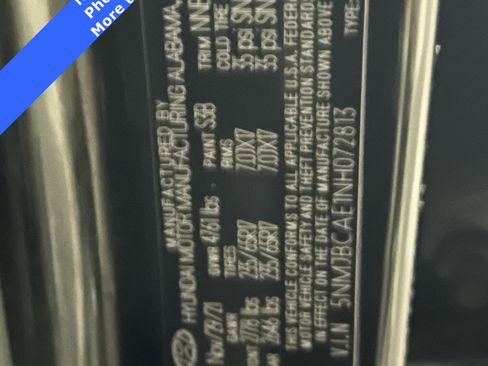 MANUFACTURED BY
HYUNDAI MOTOR MANUFACTURING ALABAMA,
Nov/29/21 GVWR 4761 lbs PAINT S3B TRIM NNB
GAWR TIRES RIMS COLD TIRE
2778 lbs 235/65R17 7.0JX17 35 psi
2646 lbs 235/65R17 7.0JX17 35 psi
THIS VEHICLE CONFORMS TO ALL APPLICABLE U.S.A. FEDERAL
MOTOR VEHICLE SAFETY AND THEFT PREVENTION STANDARDS
IN EFFECT ON THE DATE OF MANUFACTURE SHOWN ABOVE
V.I.N 5NMJBCAE1NH072813 TYPE:
More